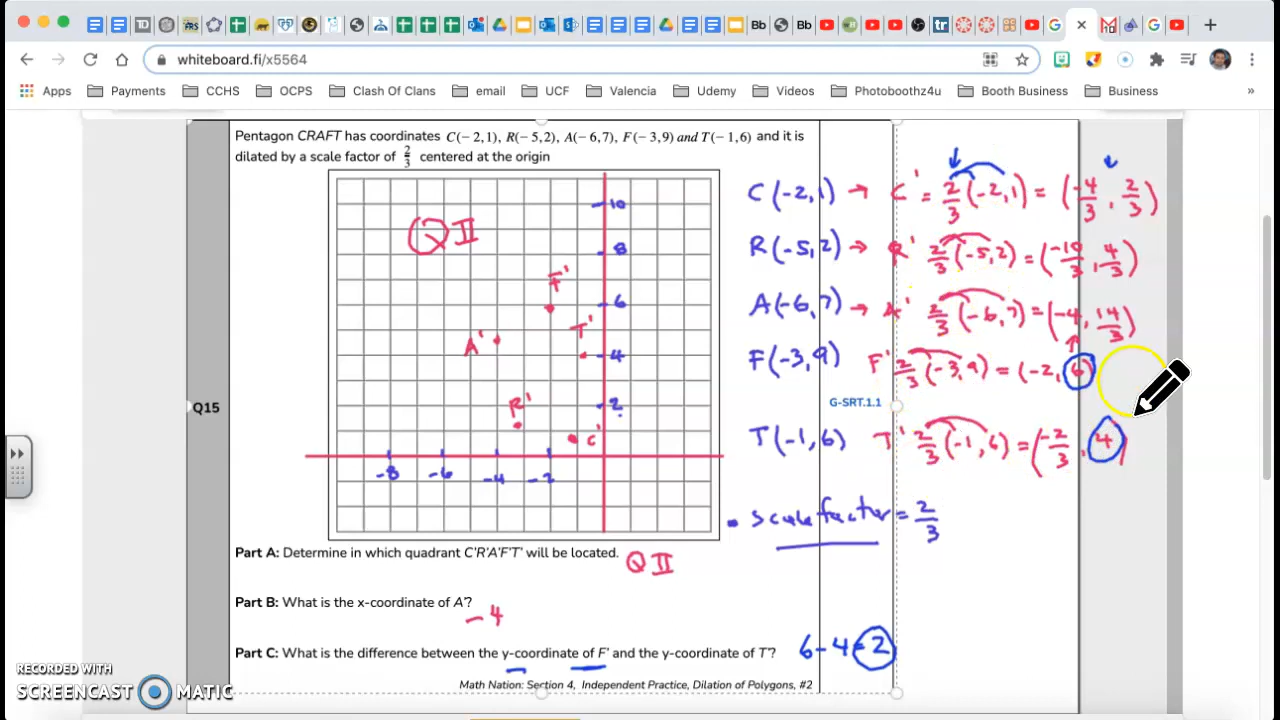 whiteboard.fi/x5564
Apps Payments CCHS OCPS Clash Of Clans email UCF Valencia Udemy Videos Photoboothz4u Booth Business Business »
Pentagon CRAFT has coordinates C(− 2,1), R(− 5,2), A(− 6,7), F(− 3,9) and T(− 1,6) and it is
dilated by a scale factor of 2/3 centered at the origin
Q II
10
8
6
4
2
-8 -6 -4 -2
F'
T'
A'
R'
C'
C(-2,1) → C' = 2/3(-2,1) = (-4/3, 2/3)
R(-5,2) → R' 2/3(-5,2) = (-10/3, 4/3)
A(-6,7) → A' 2/3(-6,7) = (-4, 14/3)
F(-3,9) F' 2/3(-3,9) = (-2, 6)
G-SRT.1.1
Q15
T(-1,6) T' 2/3(-1,6) = (-2/3, 4)
• scale factor = 2/3
Part A: Determine in which quadrant C'R'A'F'T' will be located. Q II
Part B: What is the x-coordinate of A'? -4
Part C: What is the difference between the y-coordinate of F' and the y-coordinate of T'? 6-4=2
Math Nation: Section 4, Independent Practice, Dilation of Polygons, #2
RECORDED WITH
SCREENCAST MATIC